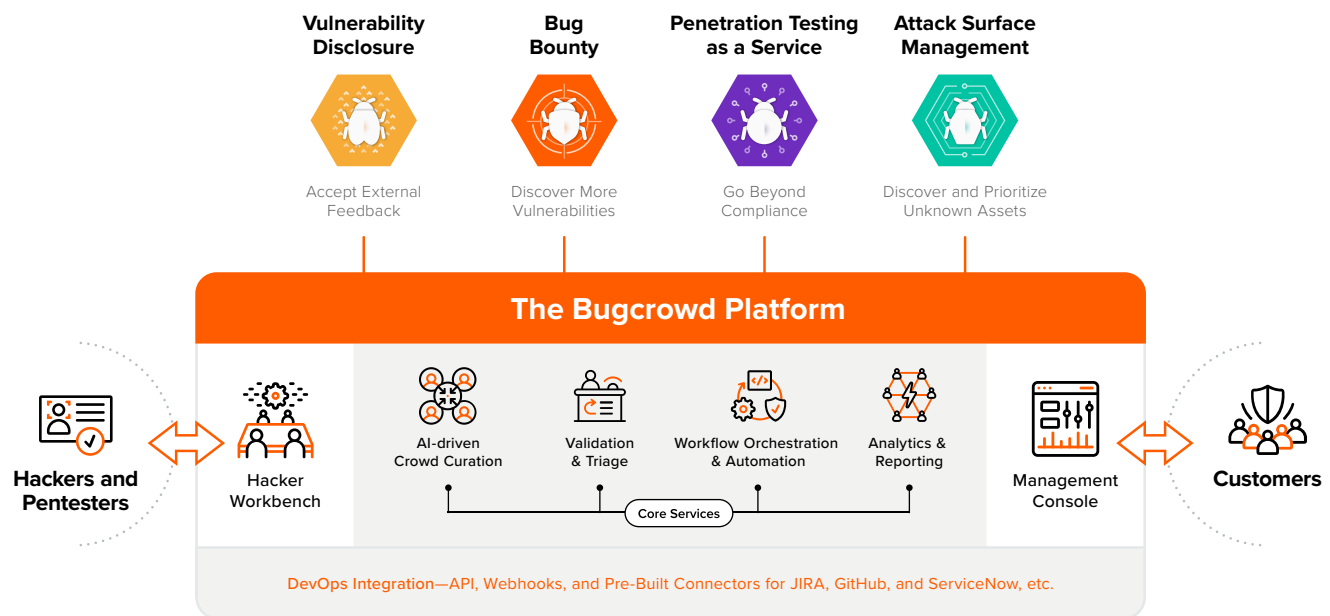 Vulnerability
Disclosure
Bug
Bounty
Penetration Testing
as a Service
Attack Surface
Management
Accept External
Feedback
Discover More
Vulnerabilities
Go Beyond
Compliance
Discover and Prioritize
Unknown Assets
The Bugcrowd Platform
Hackers and
Pentesters
Hacker
Workbench
AI-driven
Crowd Curation
Validation
& Triage
</>
Workflow Orchestration
& Automation
Analytics &
Reporting
Core Services
Management
Console
Customers
DevOps Integration—API, Webhooks, and Pre-Built Connectors for JIRA, GitHub, and ServiceNow, etc.